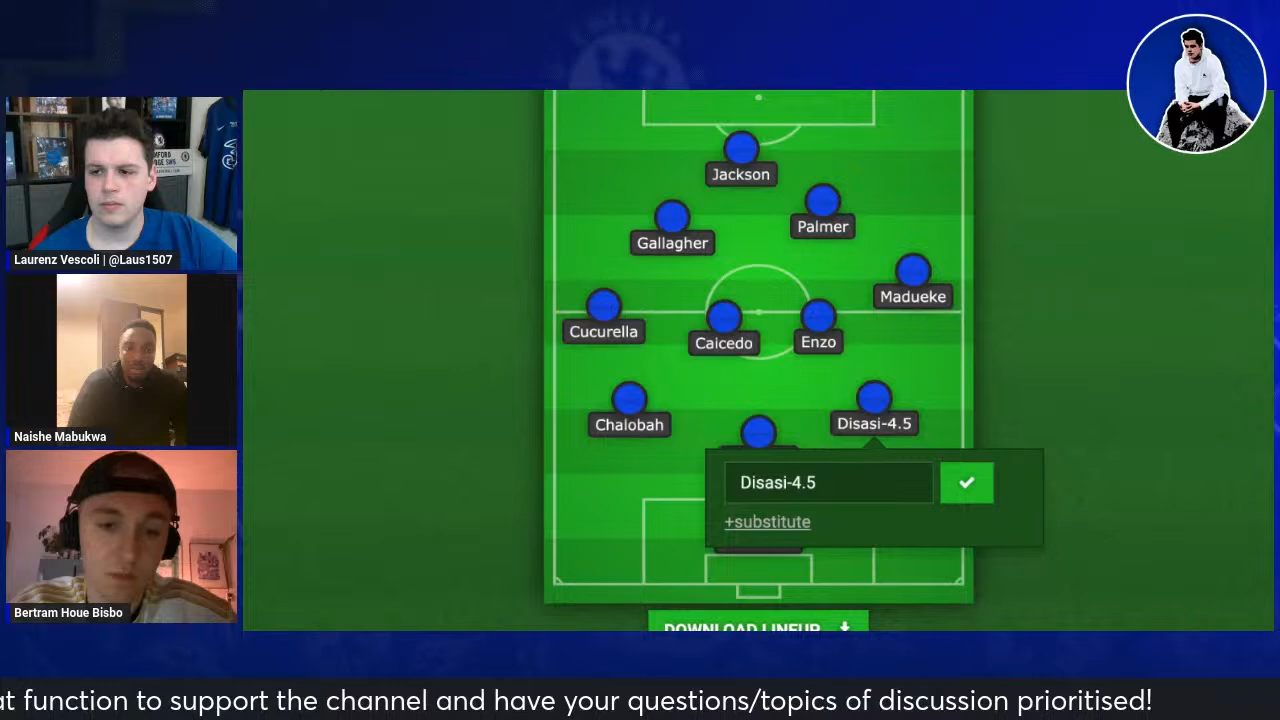 CHELSEA
Laurenz Vescoli | @Laus1507
Naishe Mabukwa
Bertram Houe Bisbo
Jackson
Palmer
Gallagher
Madueke
Cucurella
Caicedo
Enzo
Chalobah
Disasi-4.5
Disasi-4.5
+substitute
DOWNLOAD LINEUP
at function to support the channel and have your questions/topics of discussion prioritised!